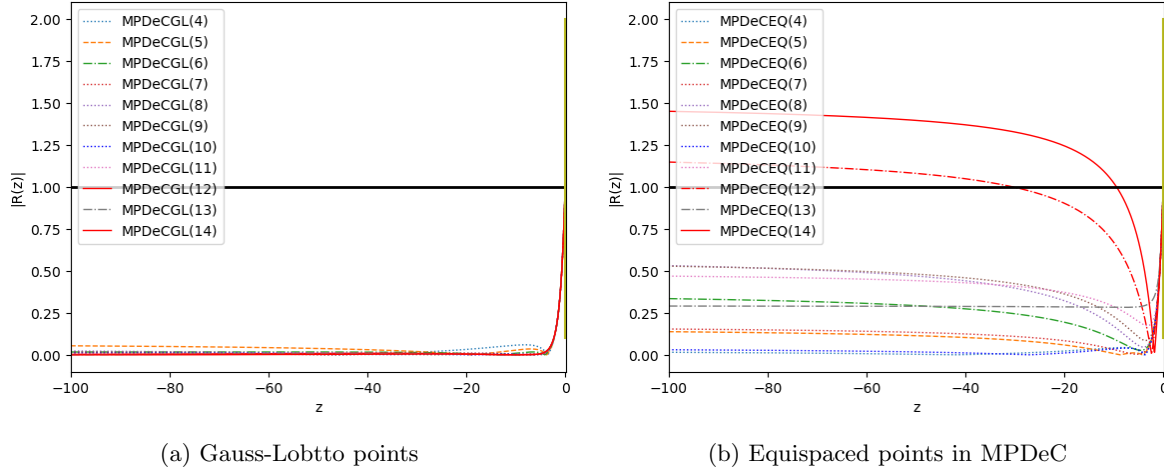 2.00
1.75
1.50
1.25
1.00
0.75
0.50
0.25
0.00
|R(z)|
MPDeCGL(4)
MPDeCGL(5)
MPDeCGL(6)
MPDeCGL(7)
MPDeCGL(8)
MPDeCGL(9)
MPDeCGL(10)
MPDeCGL(11)
MPDeCGL(12)
MPDeCGL(13)
MPDeCGL(14)
−100 −80 −60 −40 −20 0
z
(a) Gauss-Lobtto points
2.00
1.75
1.50
1.25
1.00
0.75
0.50
0.25
0.00
|R(z)|
MPDeCEQ(4)
MPDeCEQ(5)
MPDeCEQ(6)
MPDeCEQ(7)
MPDeCEQ(8)
MPDeCEQ(9)
MPDeCEQ(10)
MPDeCEQ(11)
MPDeCEQ(12)
MPDeCEQ(13)
MPDeCEQ(14)
−100 −80 −60 −40 −20 0
z
(b) Equispaced points in MPDeC